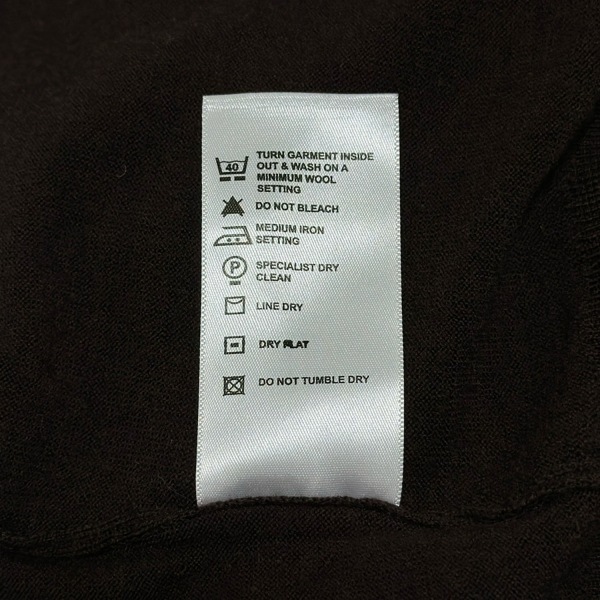 40 TURN GARMENT INSIDE
OUT & WASH ON A
MINIMUM WOOL
SETTING
DO NOT BLEACH
MEDIUM IRON
SETTING
P SPECIALIST DRY
CLEAN
LINE DRY
DRY FLAT
DO NOT TUMBLE DRY